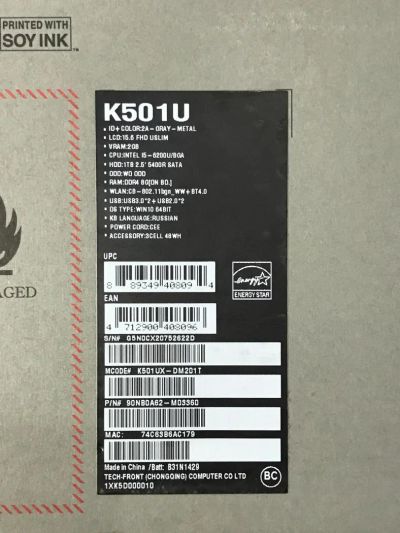 PRINTED WITH
SOY INK
K501U
ID+ COLOR:2A- GRAY- METAL
LCD:15.6 FHD USLIM
VRAM:2GB
CPU:INTEL I5-6200U/BGA
HDD:1TB 2.5' 5400R SATA
ODD:WO ODD
RAM:DDR4 8G[ON BD.]
WLAN:CB-802.11bgn_WW+BT4.0
USB:USB3.0*2+ USB2.0*2
OS TYPE:WIN10 64BIT
KB LANGUAGE:RUSSIAN
POWER CORD:CEE
ACCESSORY:3CELL 48WH
UPC
8 89349 40809 4
energy
ENERGY STAR
EAN
4 712900 408096
S/N# G5N0CX20752622D
MCODE# K501UX-DM201T
P/N# 90NB0A62-M03360
MAC: 74C63B6AC179
Made in China /Batt: B31N1429
TECH-FRONT (CHONGQING) COMPUTER CO LTD
1XK5D000010
BC
AGED